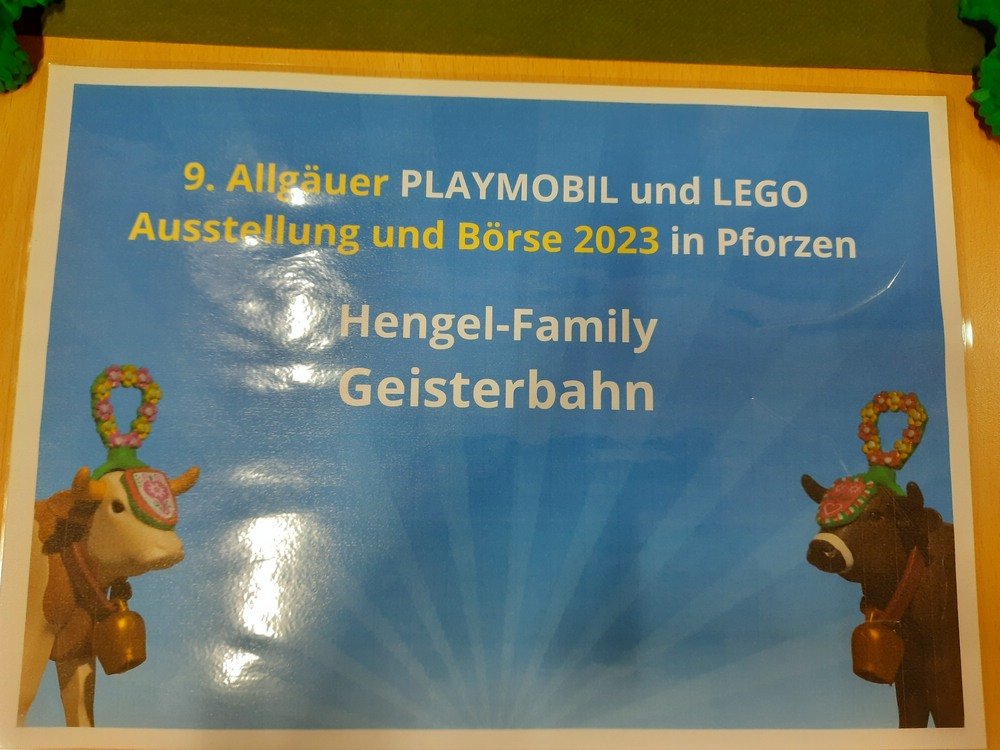 9. Allgäuer PLAYMOBIL und LEGO
Ausstellung und Börse 2023 in Pforzen
Hengel-Family
Geisterbahn